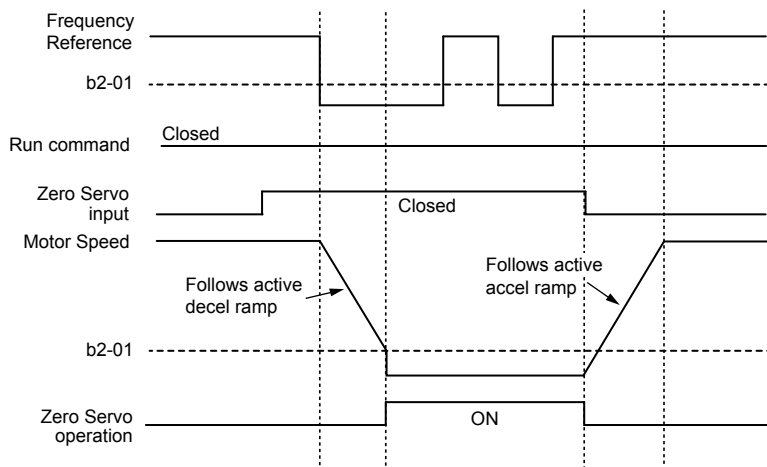 Frequency
Reference
b2-01
Run command
Closed
Zero Servo
input
Closed
Motor Speed
Follows active
decel ramp
Follows active
accel ramp
b2-01
Zero Servo
operation
ON